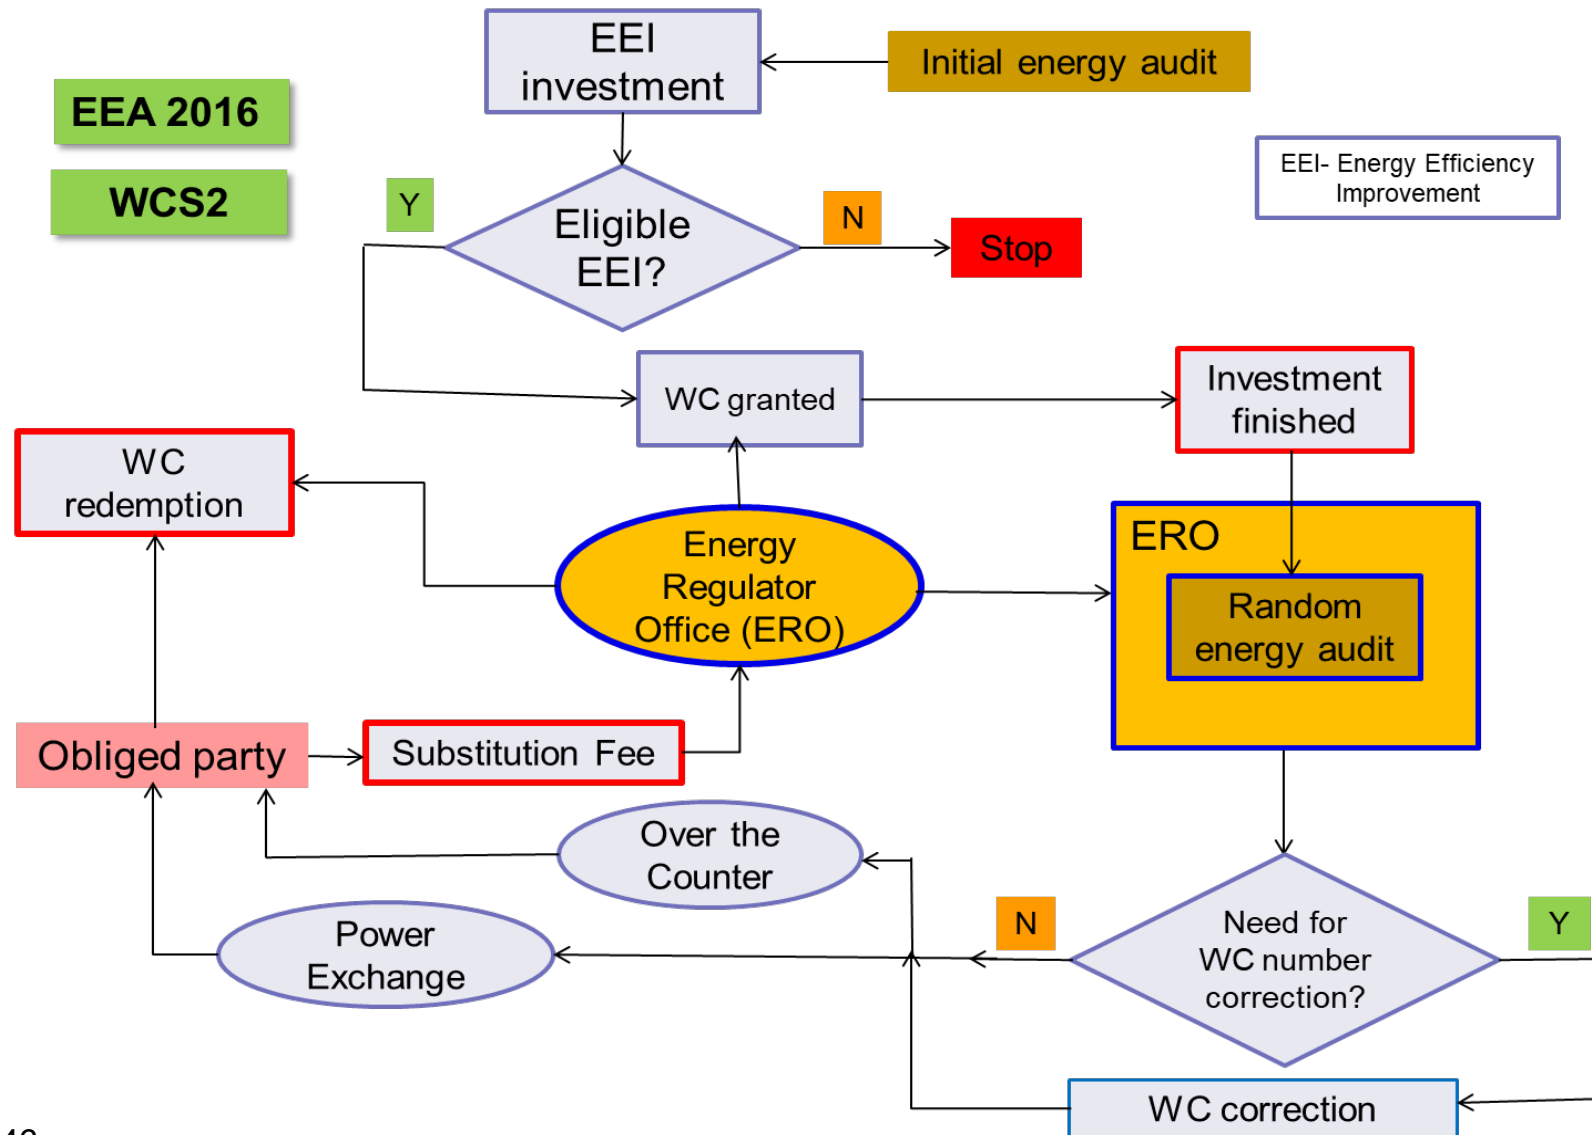 EEI
investment
Initial energy audit
EEA 2016
WCS2
EEI- Energy Efficiency
Improvement
Y
Eligible
EEI?
N
Stop
WC granted
Investment
finished
WC
redemption
Energy
Regulator
Office (ERO)
ERO
Random
energy audit
Obliged party
Substitution Fee
Over the
Counter
Power
Exchange
N
Need for
WC number
correction?
Y
WC correction